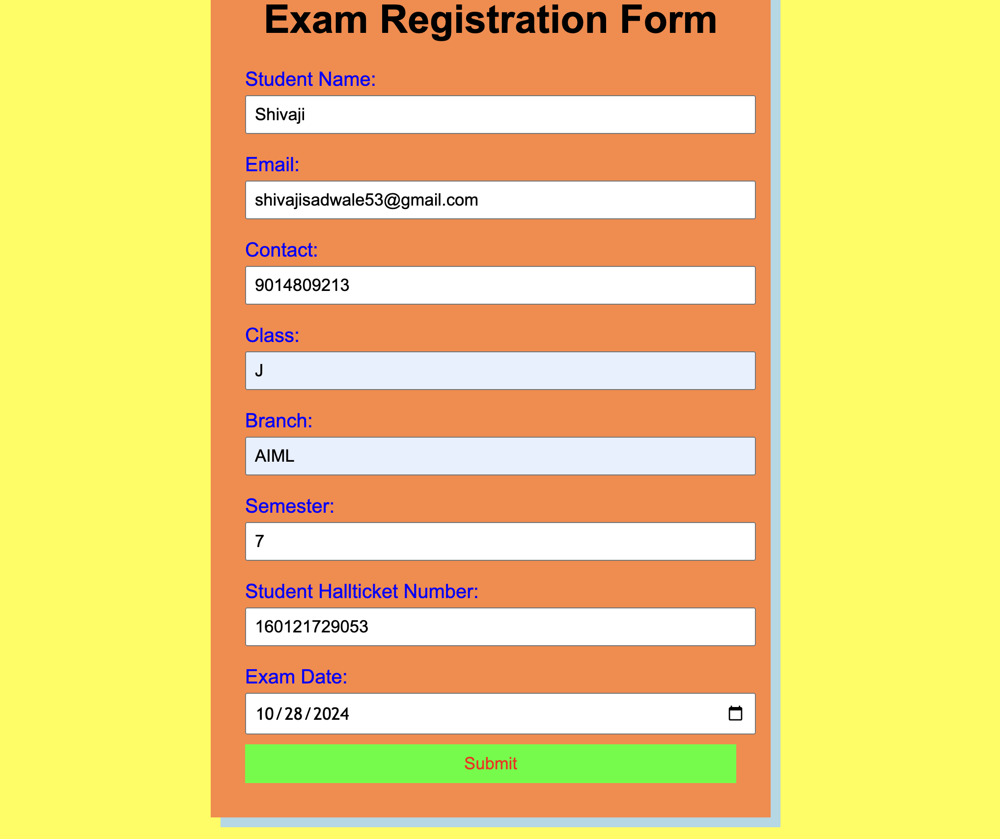 Exam Registration Form
Student Name:
Shivaji
Email:
shivajisadwale53@gmail.com
Contact:
9014809213
Class:
J
Branch:
AIML
Semester:
7
Student Hallticket Number:
160121729053
Exam Date:
10/28/2024
Submit